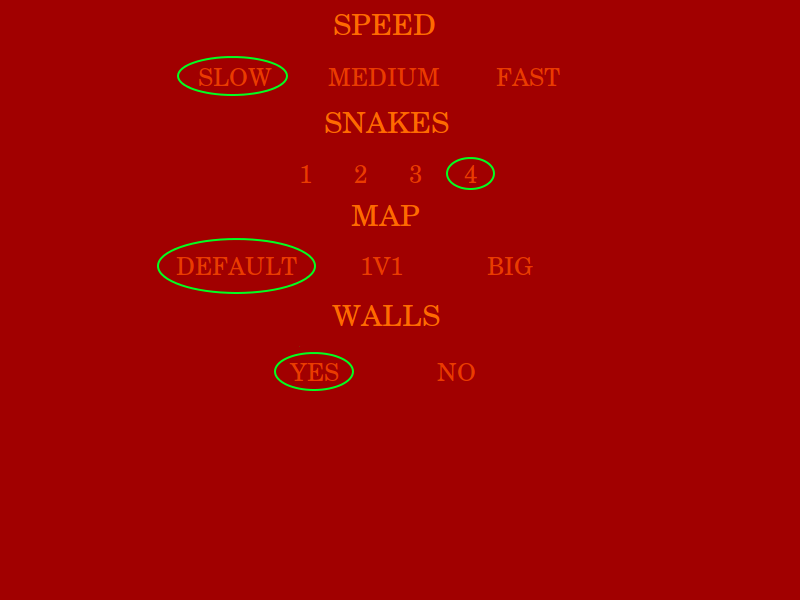 SPEED
SLOW MEDIUM FAST
SNAKES
1 2 3 4
MAP
DEFAULT 1V1 BIG
WALLS
YES NO